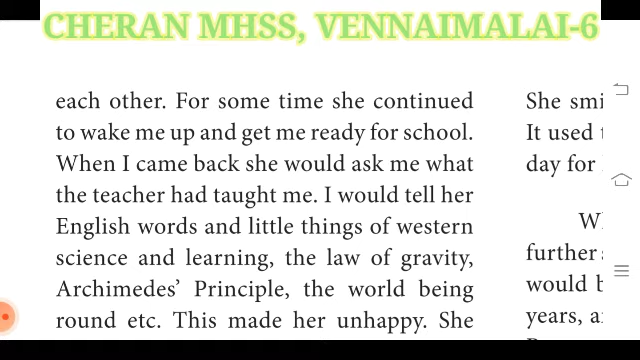 CHERAN MHSS, VENNAIMALAI-6
each other. For some time she continued
to wake me up and get me ready for school.
When I came back she would ask me what
the teacher had taught me. I would tell her
English words and little things of western
science and learning, the law of gravity,
Archimedes' Principle, the world being
round etc. This made her unhappy. She
She
It used
day for
further
would b
years,